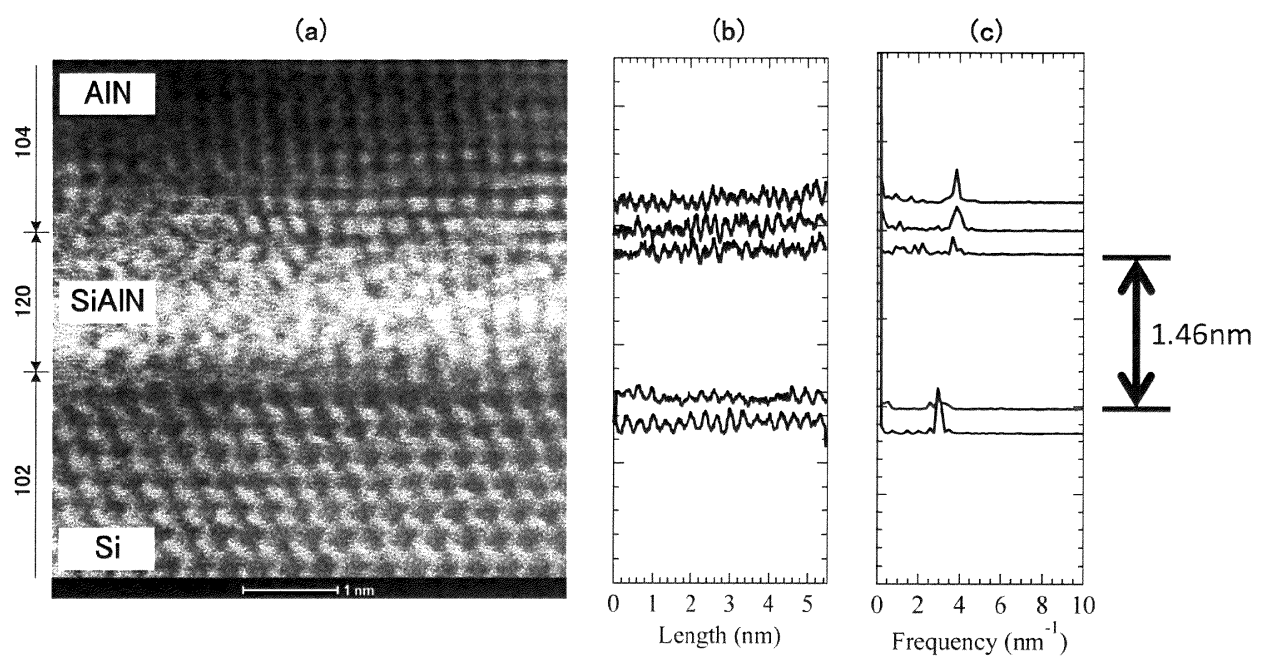 (a)
(b)
(c)
AlN
104
SiAlN
120
102
Si
1 nm
1.46nm
0 1 2 3 4 5
Length (nm)
0 2 4 6 8 10
Frequency (nm⁻¹)